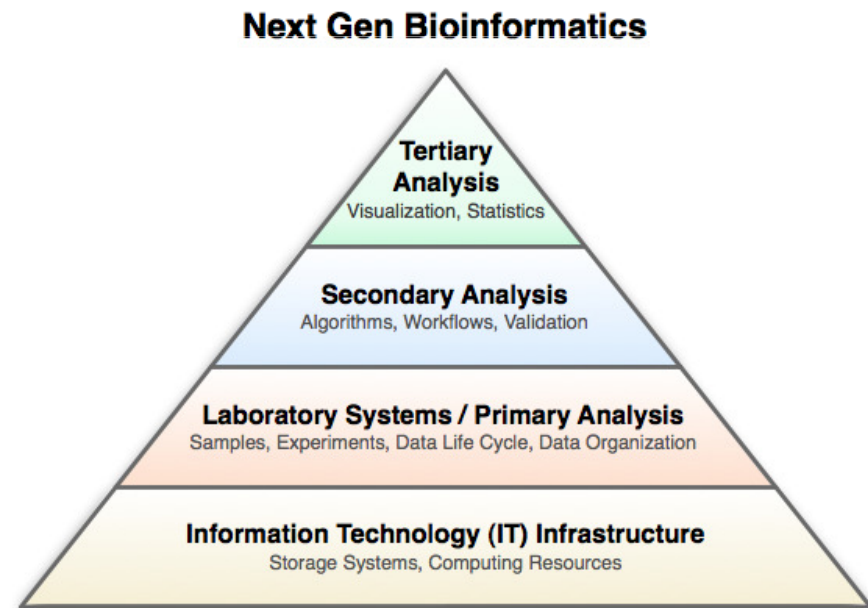 Next Gen Bioinformatics
Tertiary
Analysis
Visualization, Statistics
Secondary Analysis
Algorithms, Workflows, Validation
Laboratory Systems / Primary Analysis
Samples, Experiments, Data Life Cycle, Data Organization
Information Technology (IT) Infrastructure
Storage Systems, Computing Resources